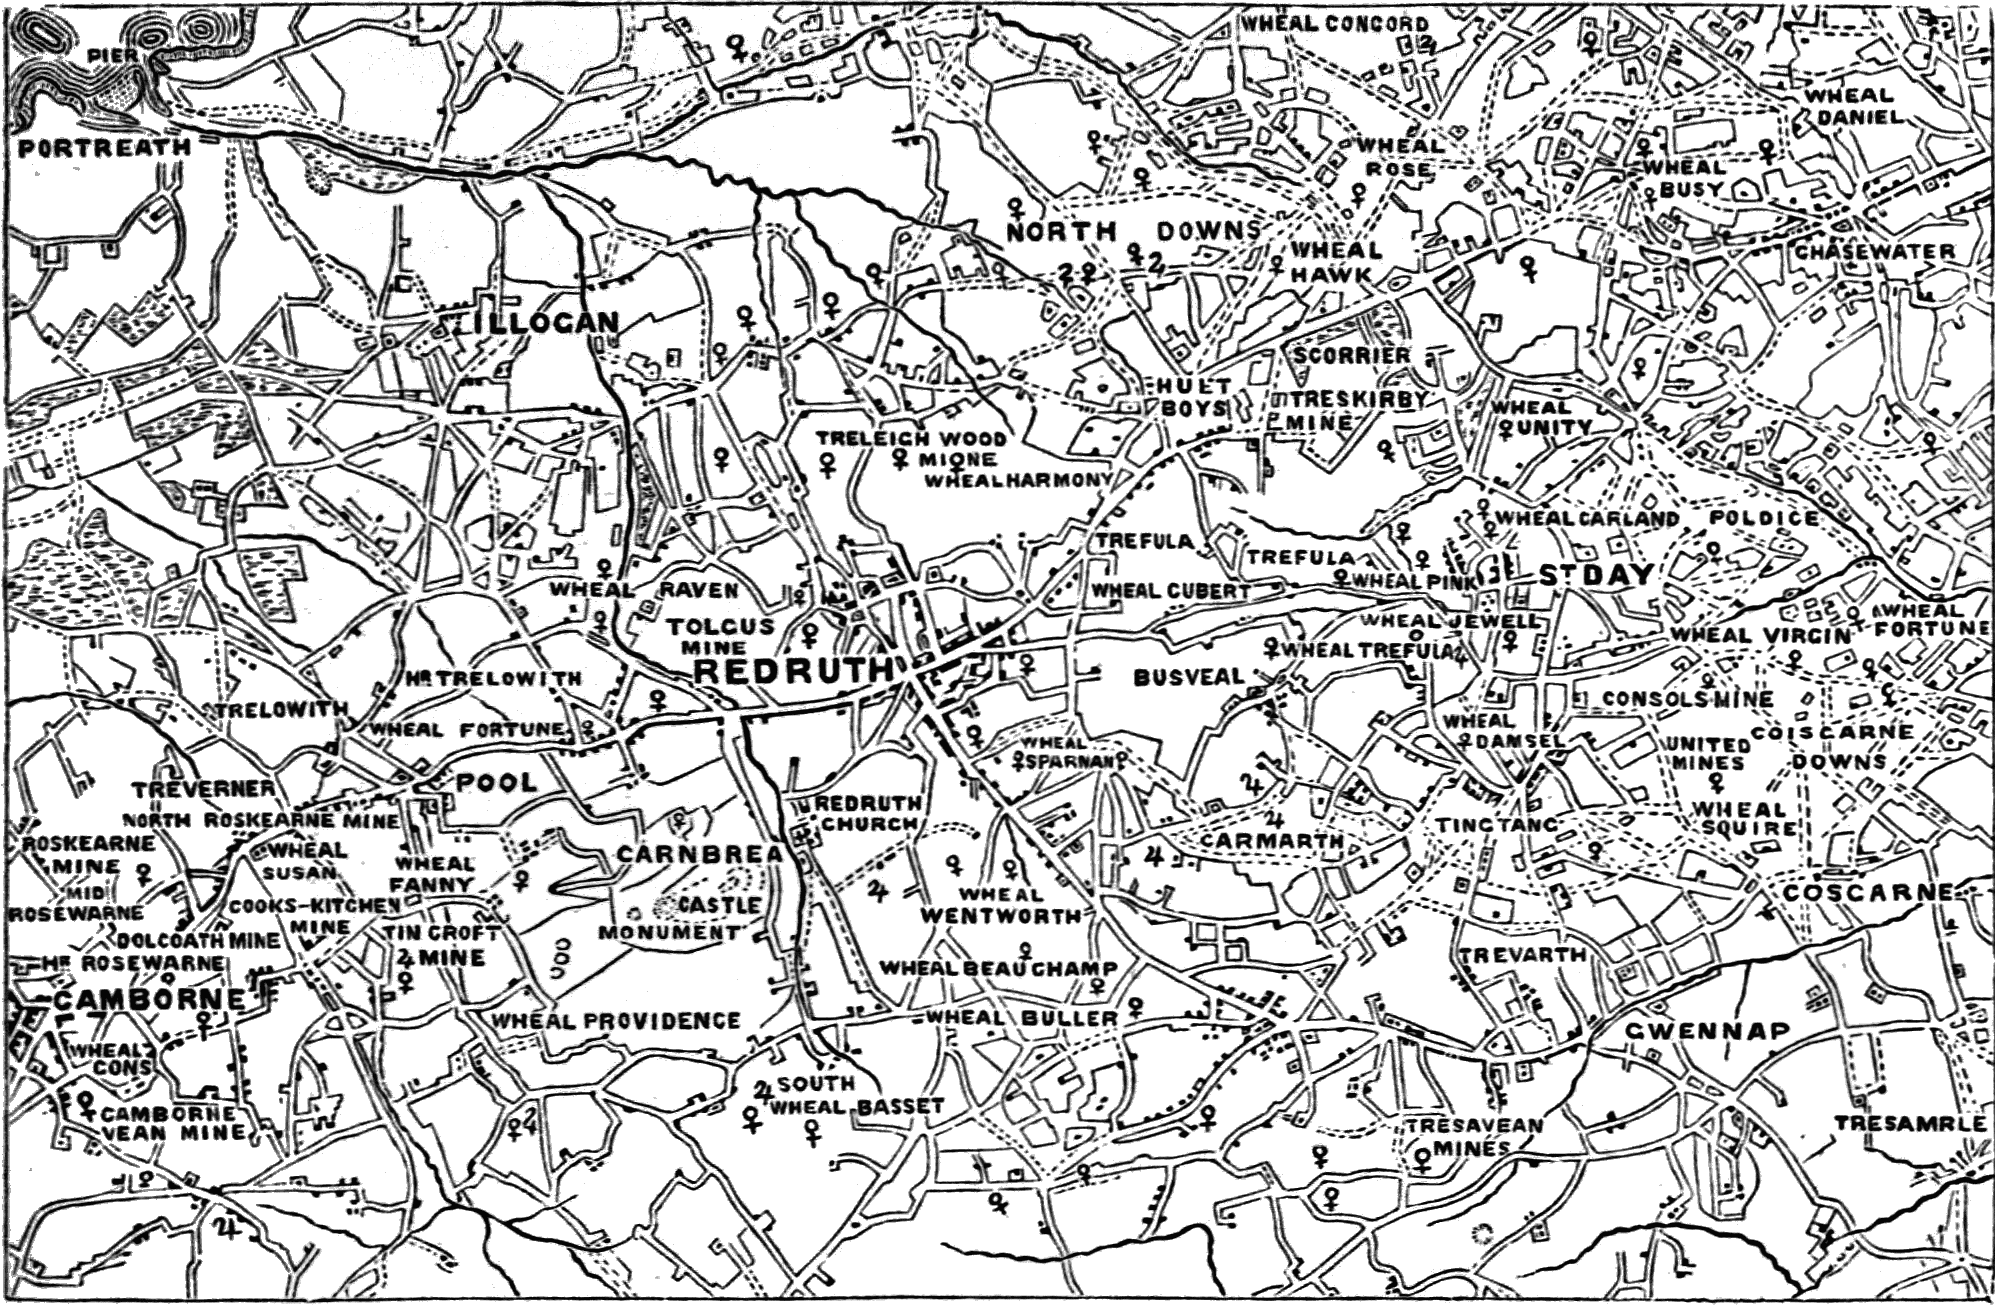 WHEAL CONCORD
PIER
PORTREATH
WHEAL
DANIEL
WHEAL
ROSE
WHEAL
BUSY
NORTH DOWNS
WHEAL
HAWK
CHASEWATER
ILLOGAN
SCORRIER
HUET
BOYS
TRESKIRBY
MINE
WHEAL
UNITY
TRELEIGH WOOD
MIONE
WHEAL HARMONY
WHEAL GARLAND
POLDICE
TREFULA
TREFULA
WHEAL PINK
ST DAY
WHEAL RAVEN
WHEAL CUBERT
WHEAL JEWELL
WHEAL
FORTUNE
WHEAL VIRGIN
TOLGUS
MINE
WHEAL TREFULA
REDRUTH
HR TRELOWITH
BUSVEAL
CONSOLS MINE
TRELOWITH
WHEAL FORTUNE
WHEAL
DAMSEL
COISCARNE
DOWNS
UNITED
MINES
WHEAL
SPARNAN
POOL
TREVERNER
REDRUTH
CHURCH
WHEAL
SQUIRE
NORTH ROSKEARNE MINE
TINGTANG
CARMARTH
ROSKEARNE
MINE
WHEAL
SUSAN
WHEAL
FANNY
CARNBREA
CASTLE
MONUMENT
MID
ROSEWARNE
COOKS-KITCHEN
MINE
WHEAL
WENTWORTH
COSCARNE
DOLCOATH MINE
TIN CROFT
MINE
HR ROSEWARNE
TREVARTH
WHEAL BEAUCHAMP
CAMBORNE
WHEAL PROVIDENCE
WHEAL BULLER
GWENNAP
WHEAL
CONS
SOUTH
WHEAL BASSET
CAMBORNE
VEAN MINE
TRESAVEAN
MINES
TRESAMRLE